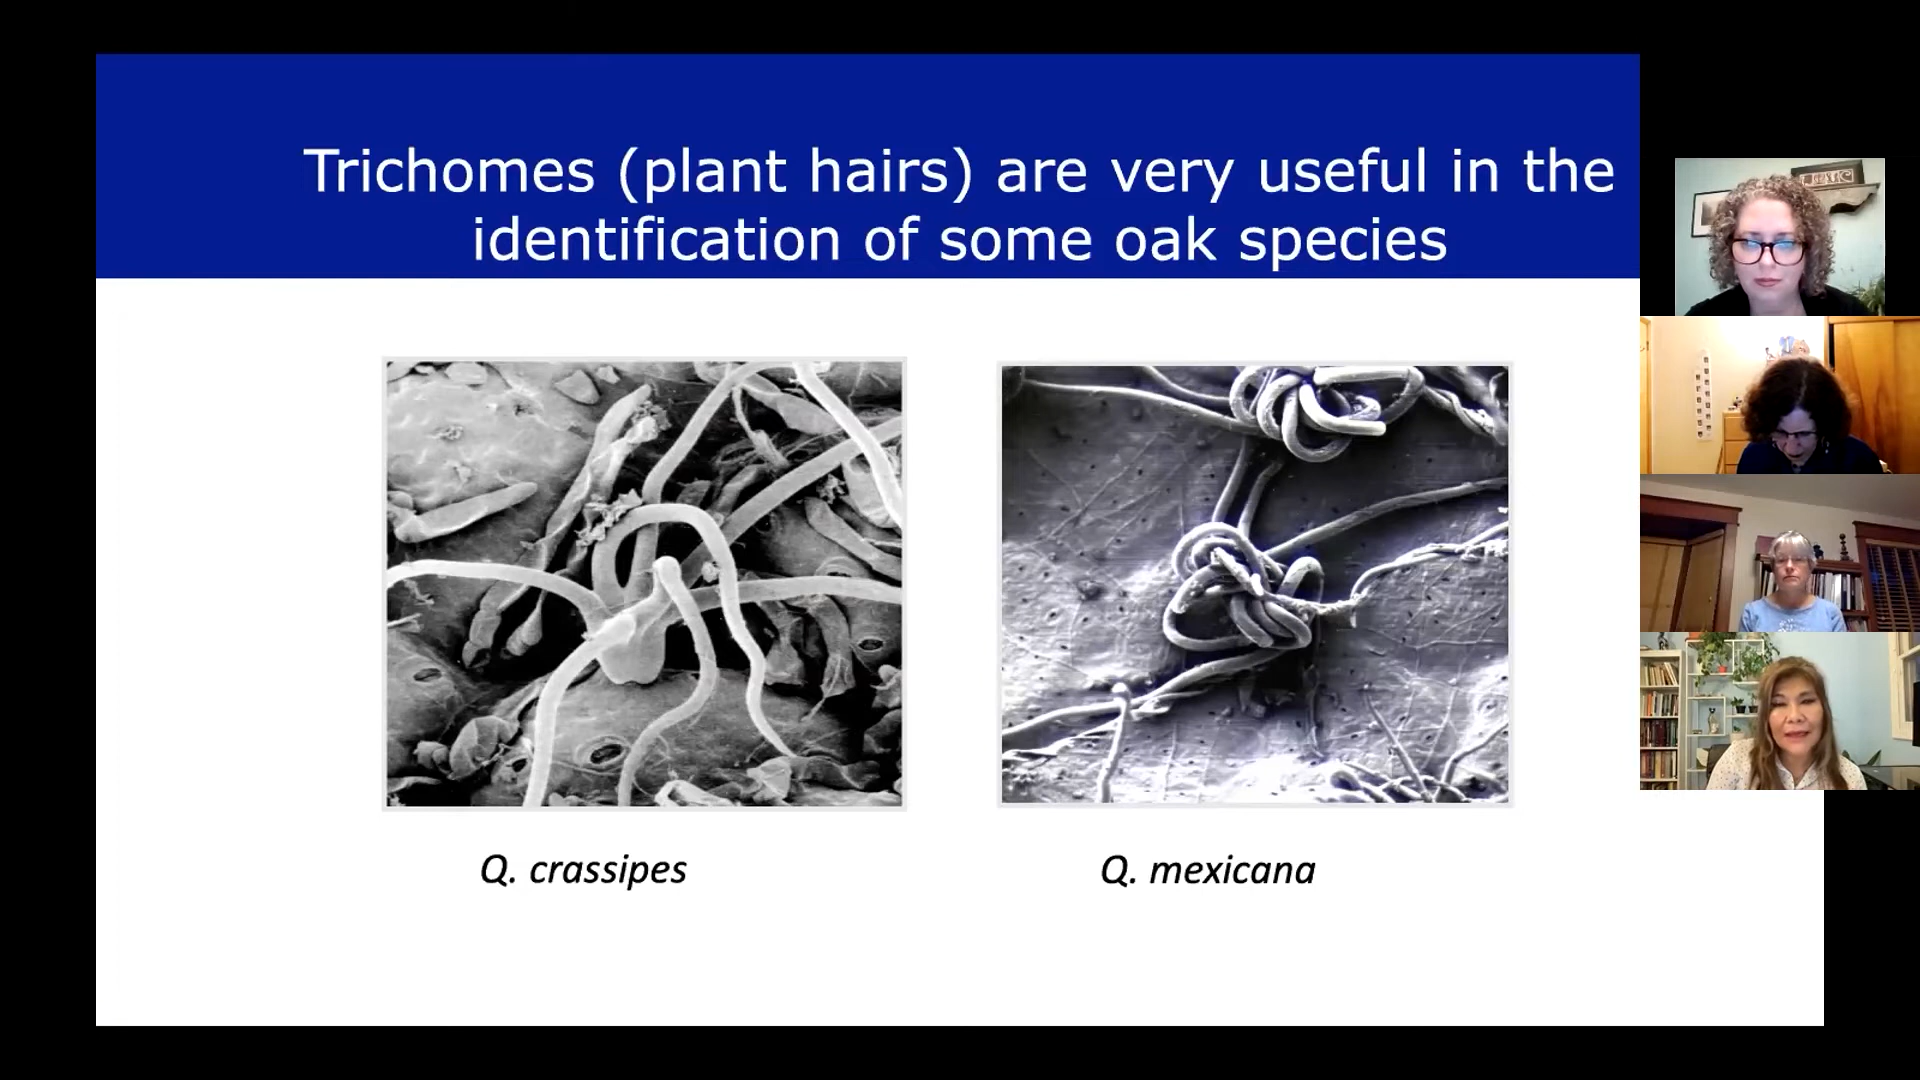 Trichomes (plant hairs) are very useful in the
identification of some oak species
Q. crassipes
Q. mexicana